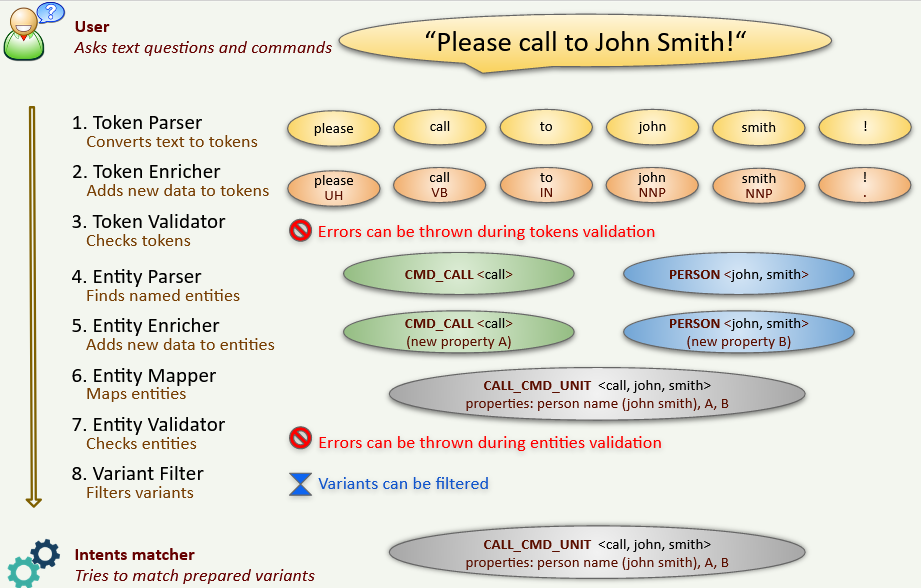 ?
User
Asks text questions and commands
“Please call to John Smith!“
1. Token Parser
Converts text to tokens
please call to john smith !
2. Token Enricher
Adds new data to tokens
please call to john smith !
UH VB IN NNP NNP .
3. Token Validator
Checks tokens
Errors can be thrown during tokens validation
4. Entity Parser
Finds named entities
CMD_CALL <call> PERSON <john, smith>
5. Entity Enricher
Adds new data to entities
CMD_CALL <call> PERSON <john, smith>
(new property A) (new property B)
6. Entity Mapper
Maps entities
CALL_CMD_UNIT <call, john, smith>
properties: person name (john smith), A, B
7. Entity Validator
Checks entities
Errors can be thrown during entities validation
8. Variant Filter
Filters variants
Variants can be filtered
Intents matcher
Tries to match prepared variants
CALL_CMD_UNIT <call, john, smith>
properties: person name (john smith), A, B